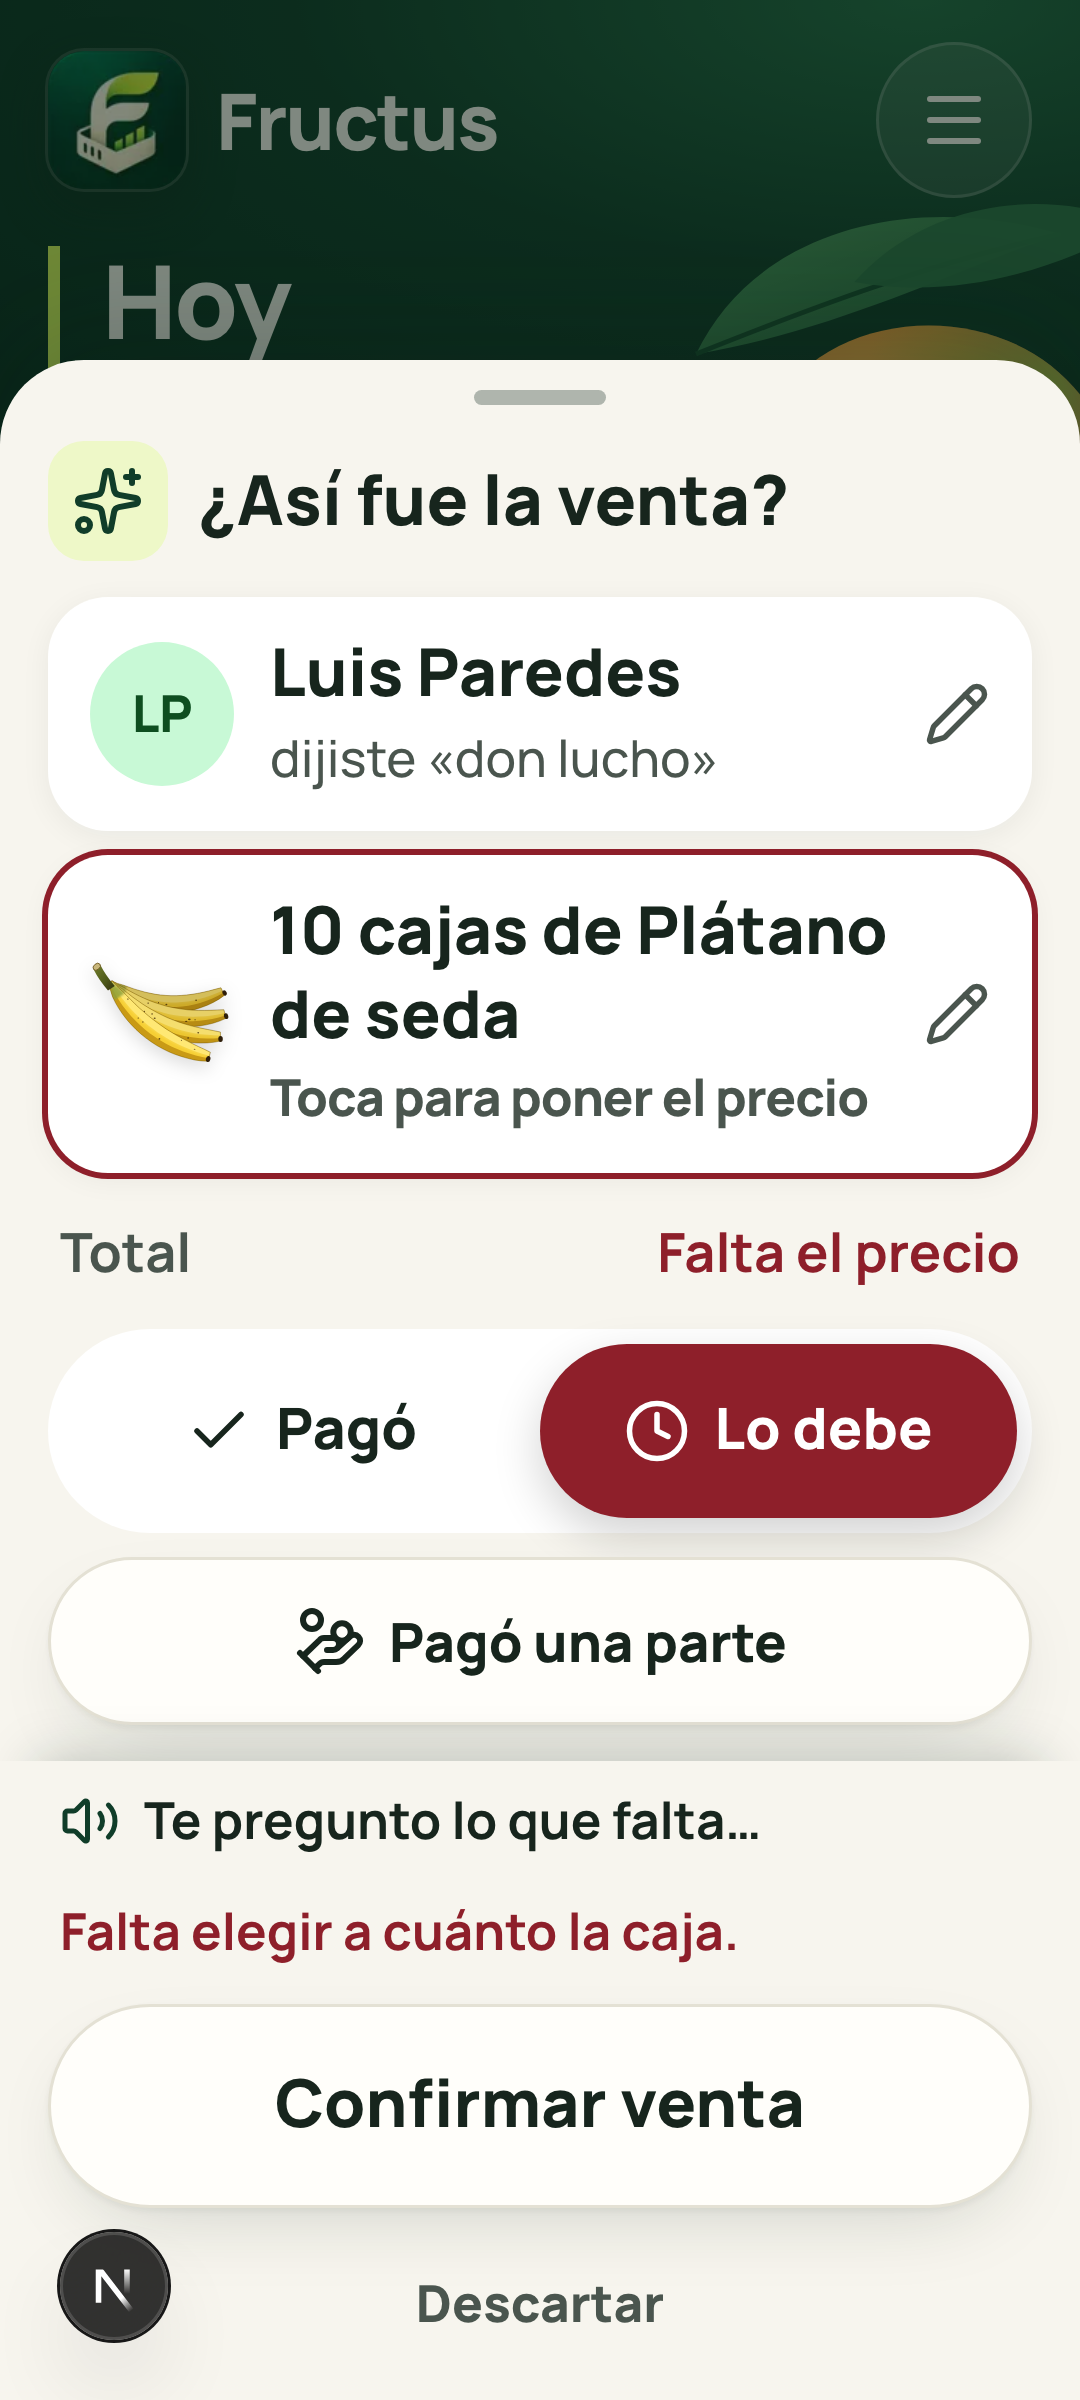 Fructus
Hoy
¿Así fue la venta?
LP
Luis Paredes
dijiste «don lucho»
10 cajas de Plátano
de seda
Toca para poner el precio
Total
Falta el precio
Pagó
Lo debe
Pagó una parte
Te pregunto lo que falta...
Falta elegir a cuánto la caja.
Confirmar venta
N
Descartar